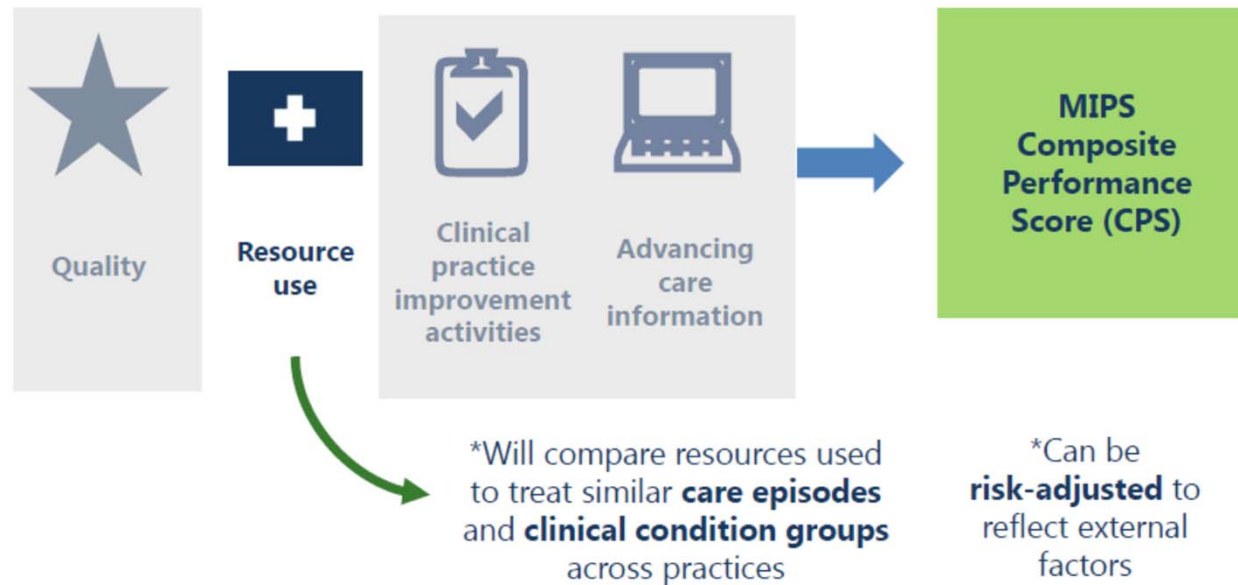 Quality
Resource
use
Clinical
practice
improvement
activities
Advancing
care
information
MIPS
Composite
Performance
Score (CPS)
*Will compare resources used
to treat similar care episodes
and clinical condition groups
across practices
*Can be
risk-adjusted to
reflect external
factors